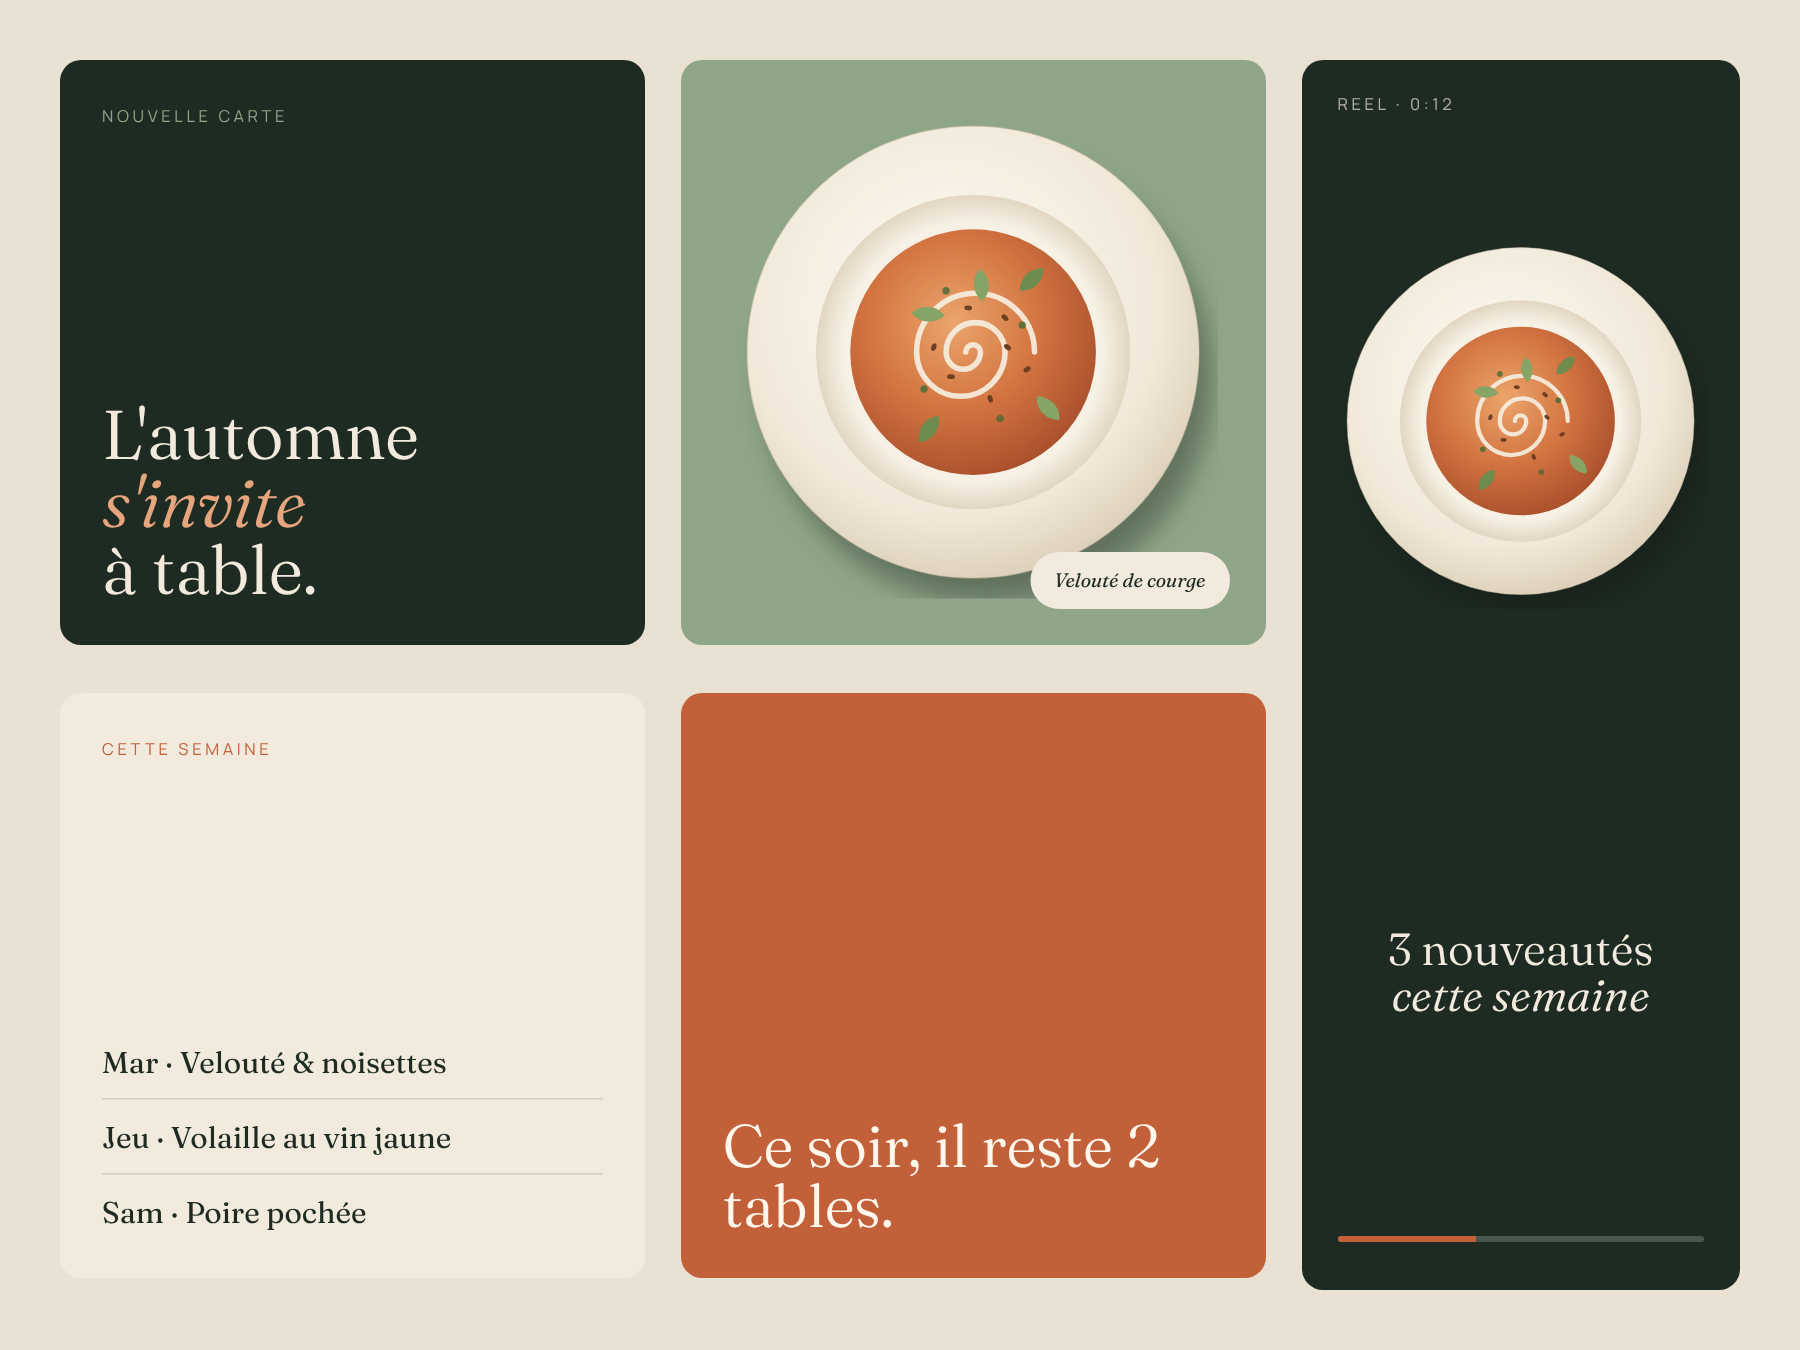 NOUVELLE CARTE
L'automne
s'invite
à table.
Velouté de courge
REEL · 0:12
3 nouveautés
cette semaine
CETTE SEMAINE
Mar · Velouté & noisettes
Jeu · Volaille au vin jaune
Sam · Poire pochée
Ce soir, il reste 2
tables.